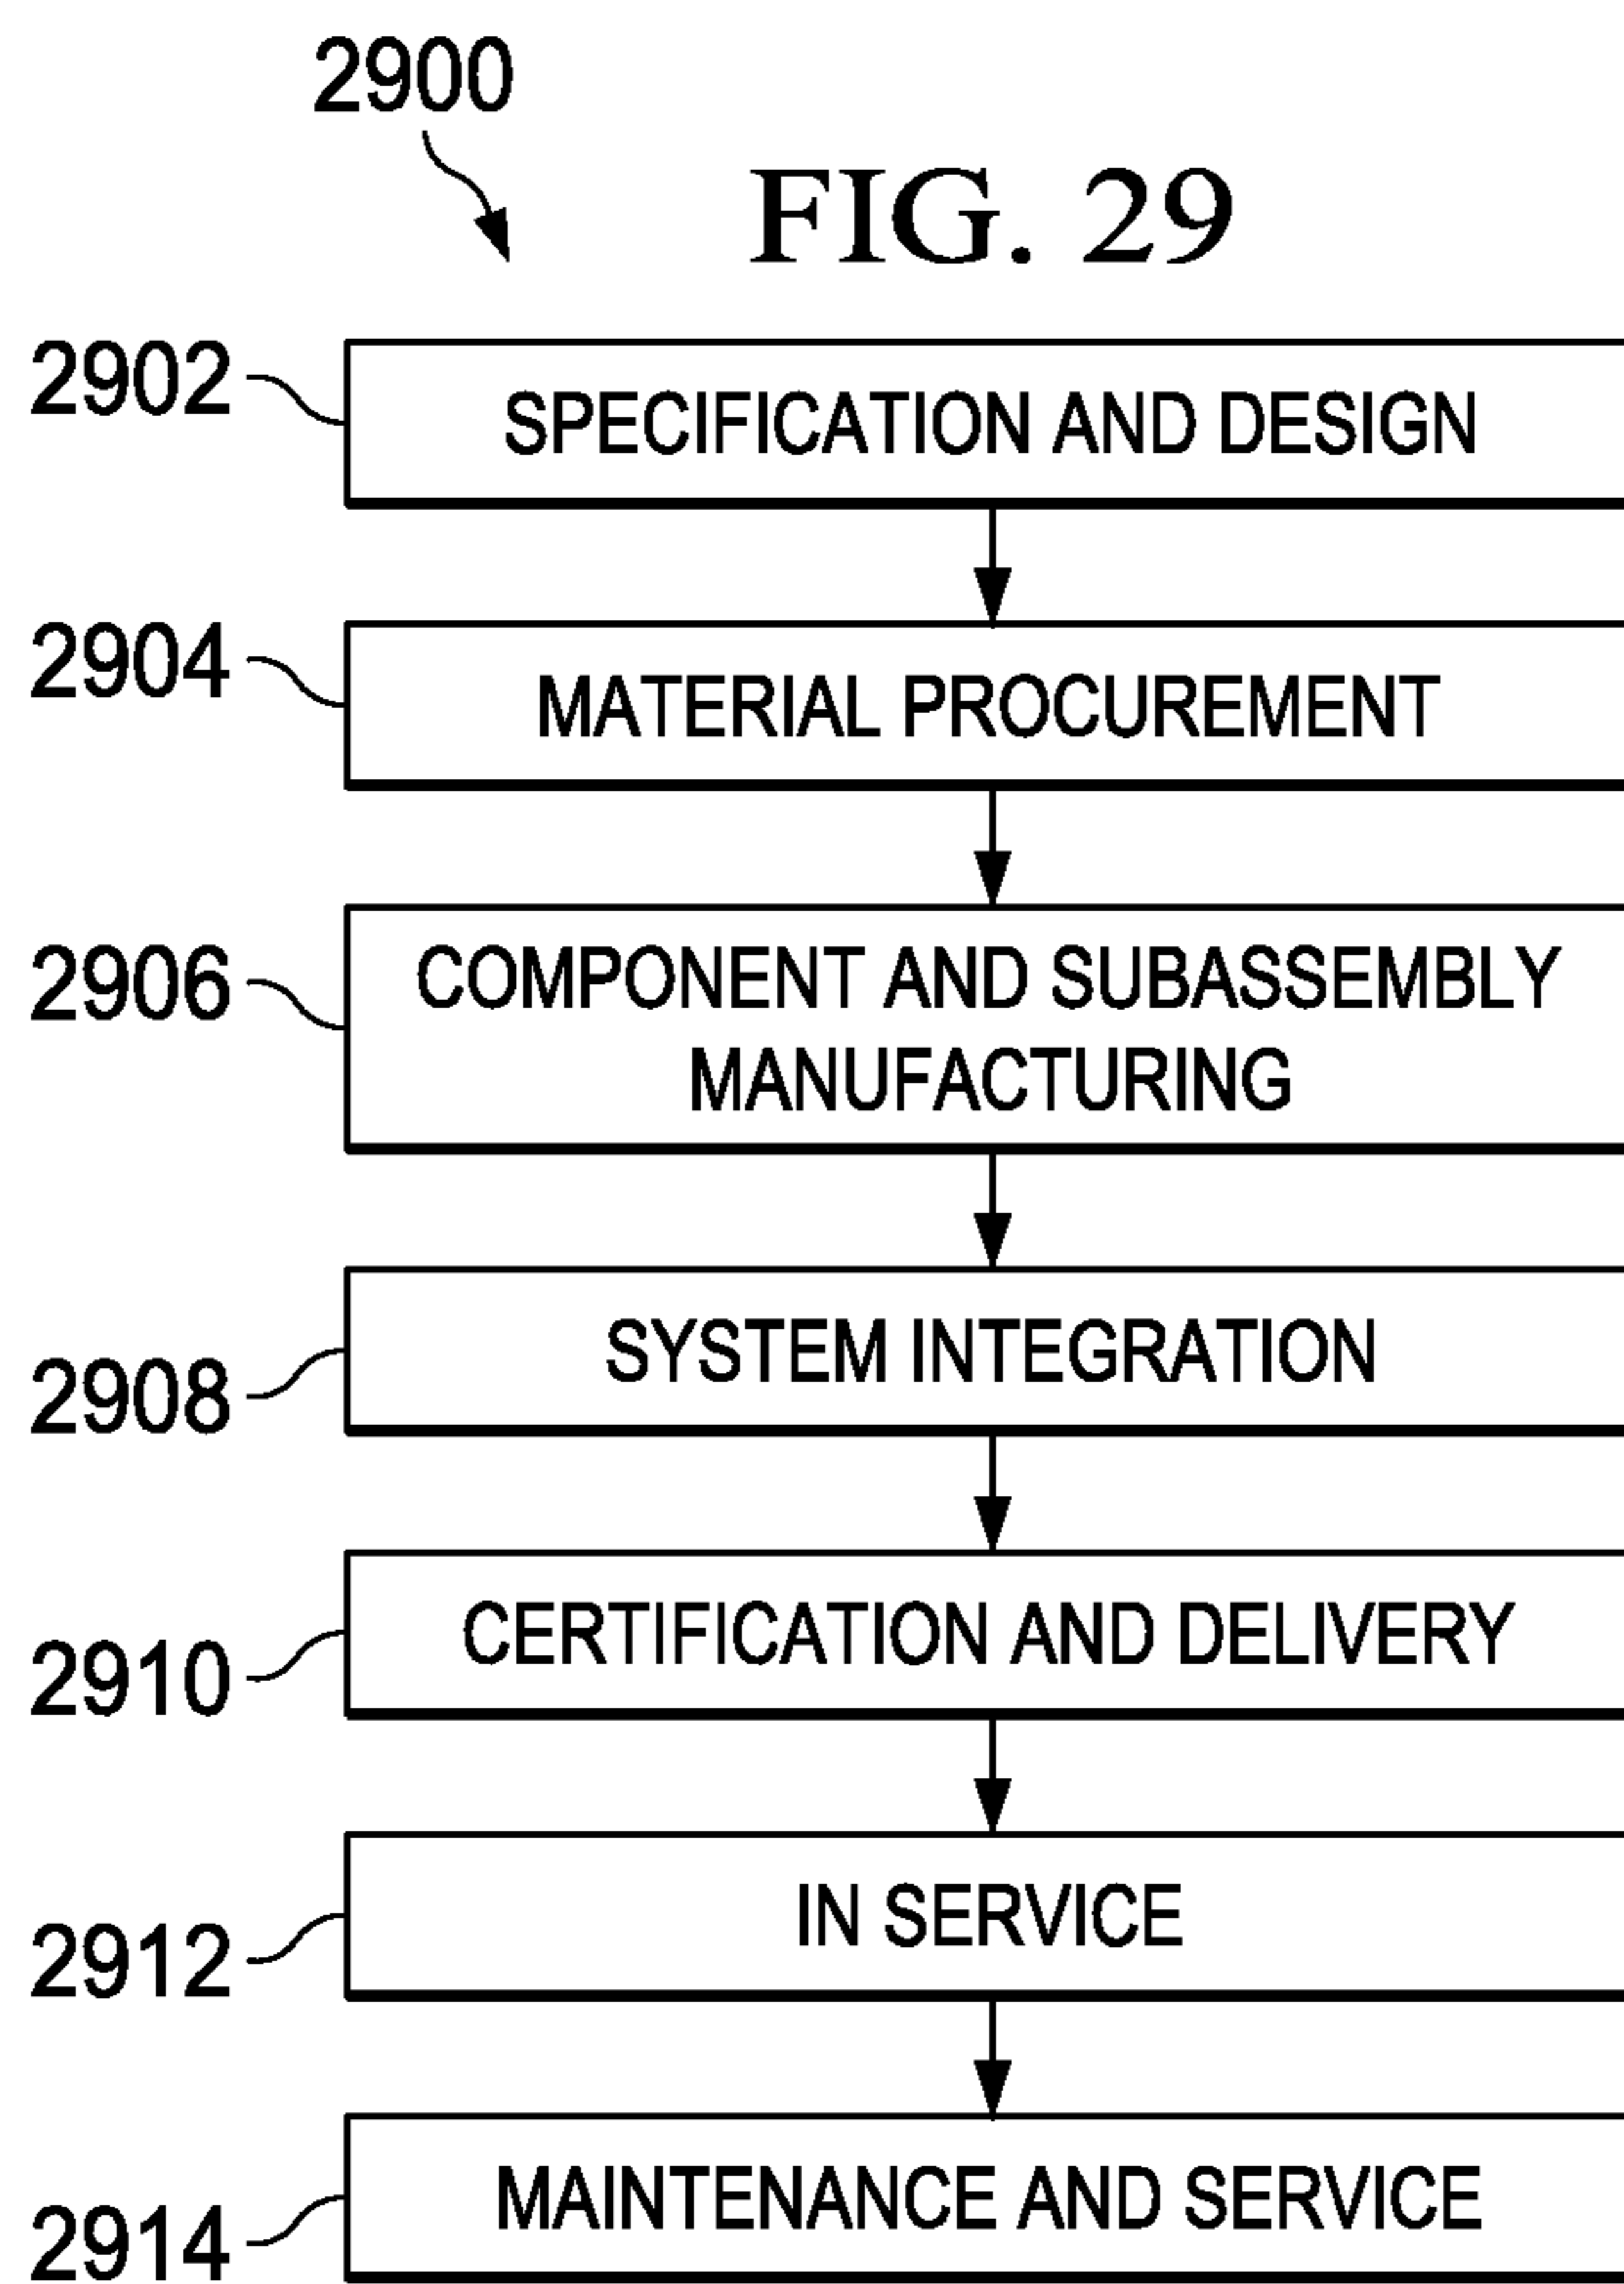 2900
FIG. 29
2902
SPECIFICATION AND DESIGN
2904
MATERIAL PROCUREMENT
2906
COMPONENT AND SUBASSEMBLY
MANUFACTURING
2908
SYSTEM INTEGRATION
2910
CERTIFICATION AND DELIVERY
2912
IN SERVICE
2914
MAINTENANCE AND SERVICE